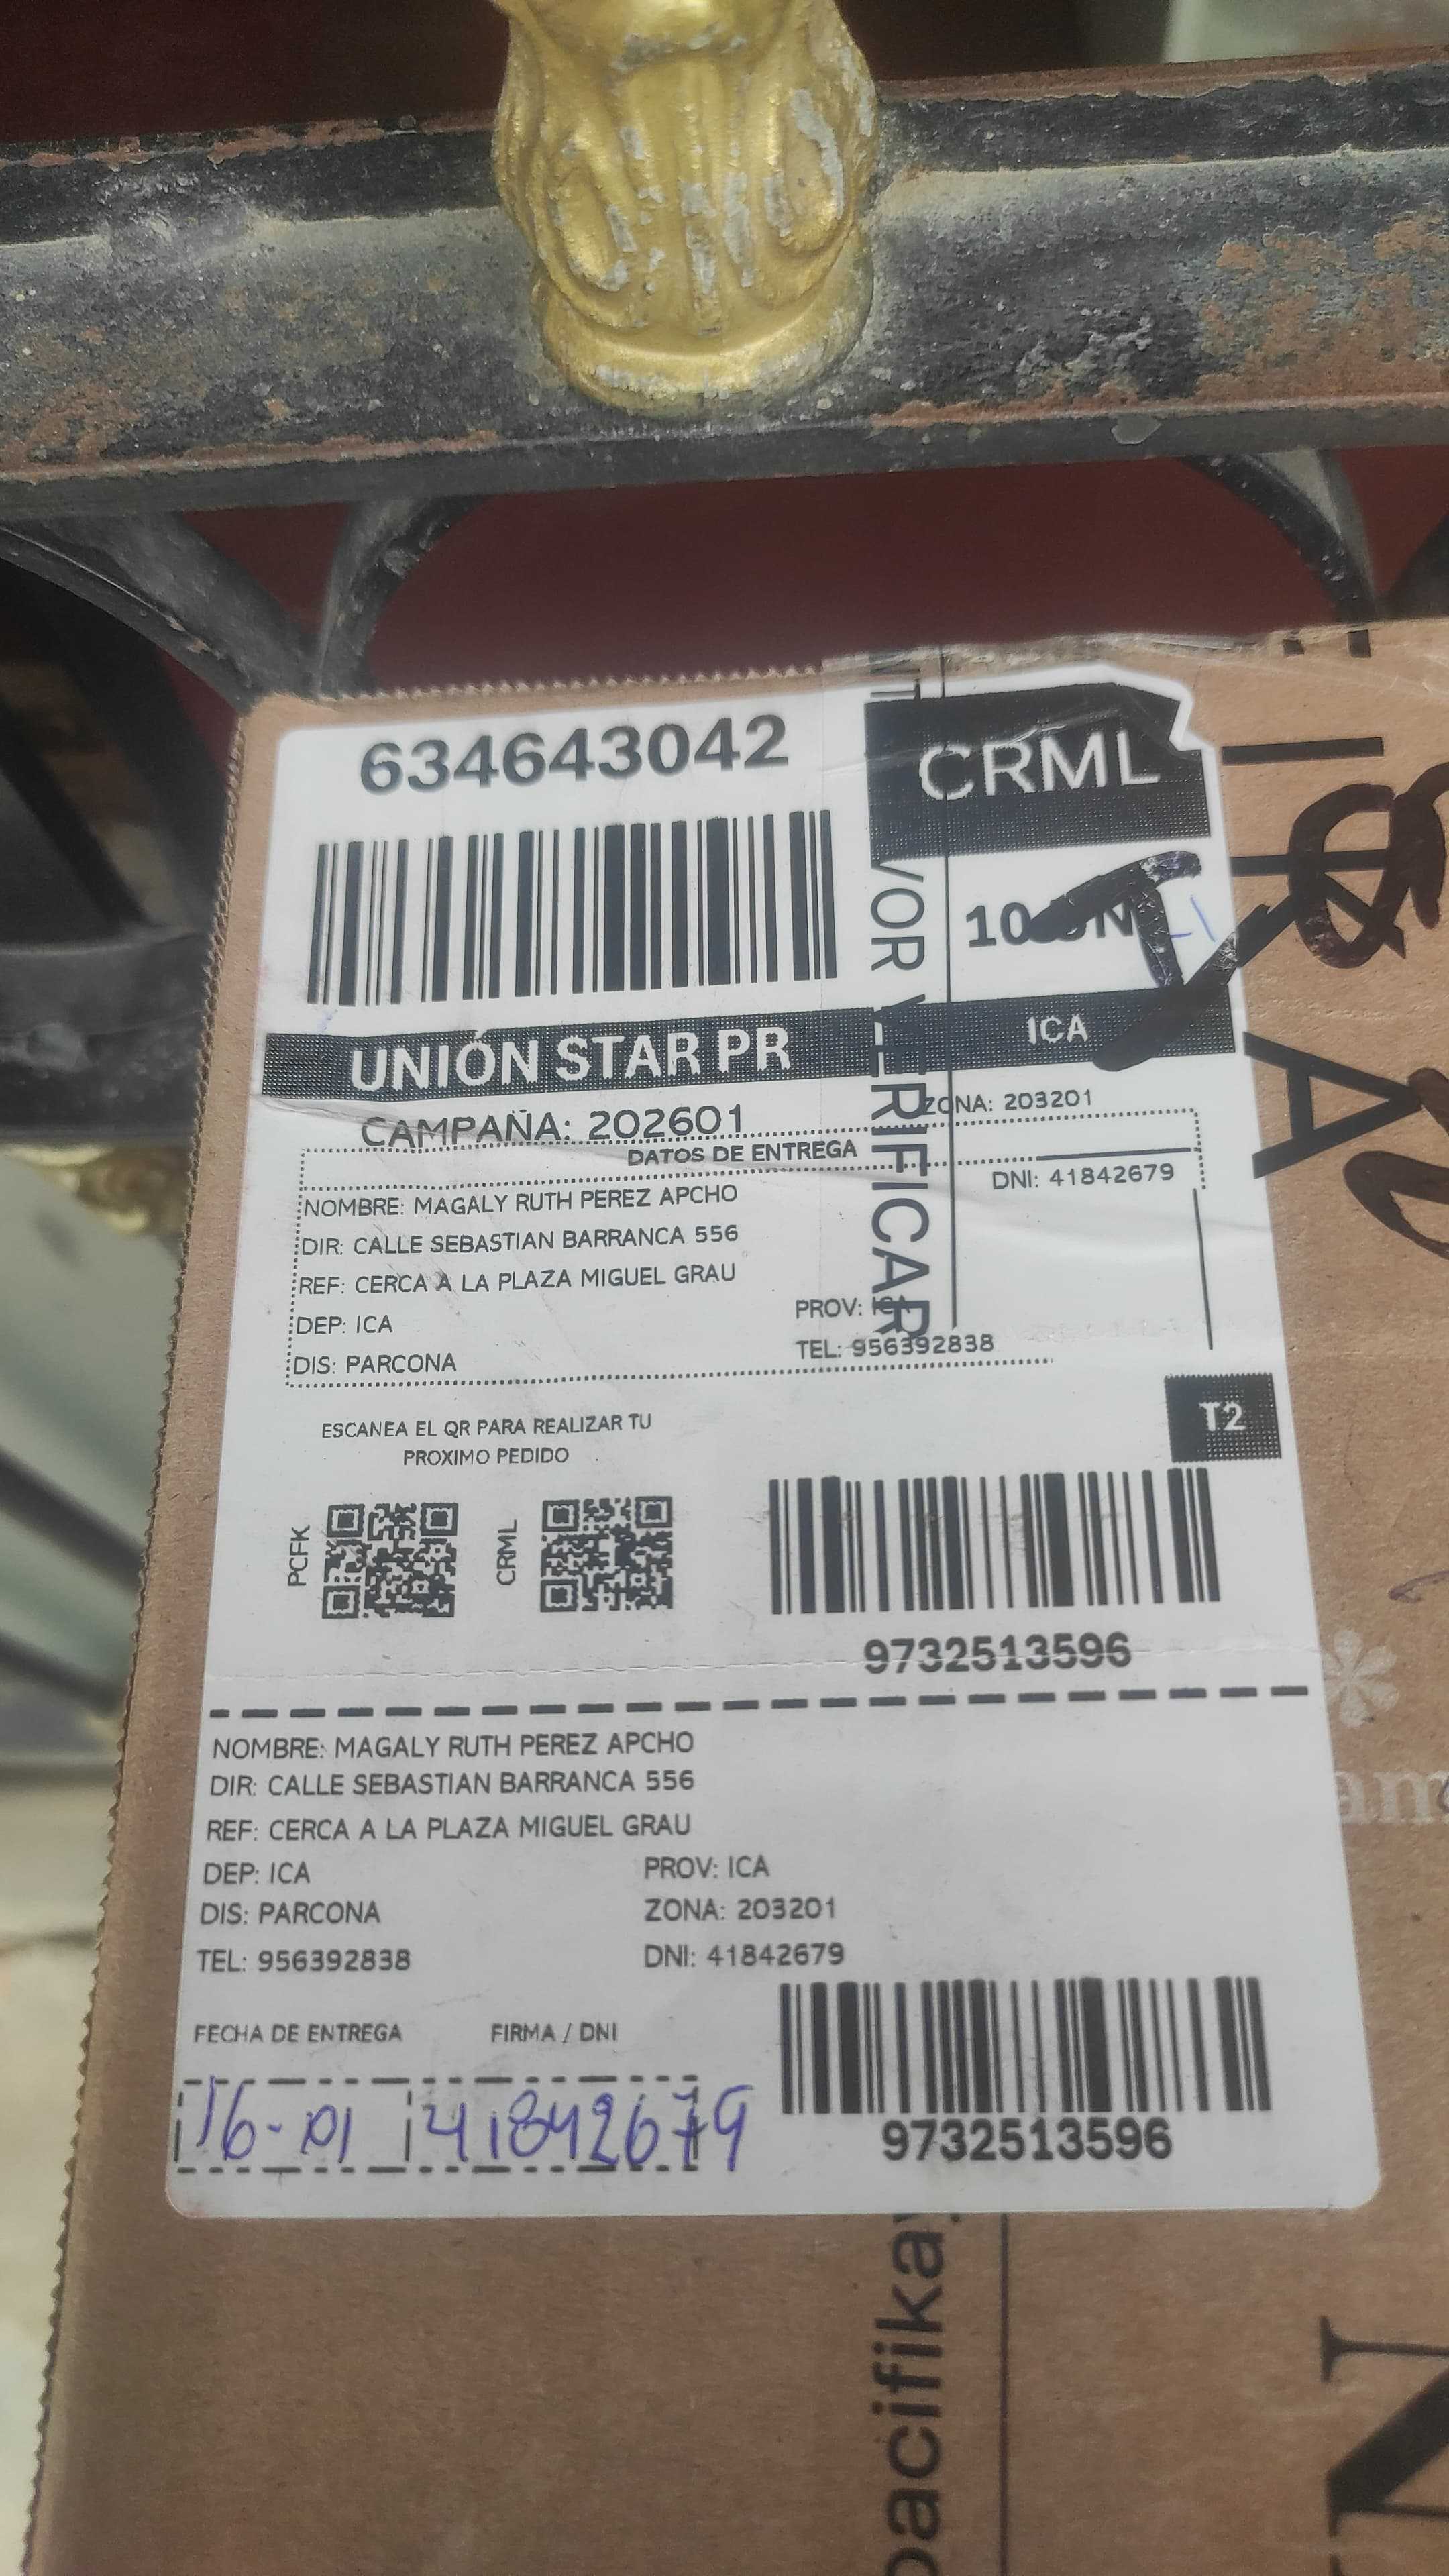 634643042
CRML
UNIÓN STAR PR
ICA
CAMPAÑA: 202601
ZONA: 203201
DATOS DE ENTREGA
NOMBRE: MAGALY RUTH PEREZ APCHO
DNI: 41842679
DIR: CALLE SEBASTIAN BARRANCA 556
REF: CERCA A LA PLAZA MIGUEL GRAU
DEP: ICA
PROV: ICA
DIS: PARCONA
TEL: 956392838
VERIFICAR
T2
ESCANEA EL QR PARA REALIZAR TU
PROXIMO PEDIDO
PCFK
CRML
9732513596
NOMBRE: MAGALY RUTH PEREZ APCHO
DIR: CALLE SEBASTIAN BARRANCA 556
REF: CERCA A LA PLAZA MIGUEL GRAU
DEP: ICA
PROV: ICA
DIS: PARCONA
ZONA: 203201
TEL: 956392838
DNI: 41842679
FECHA DE ENTREGA
FIRMA / DNI
16-01
41842679
9732513596